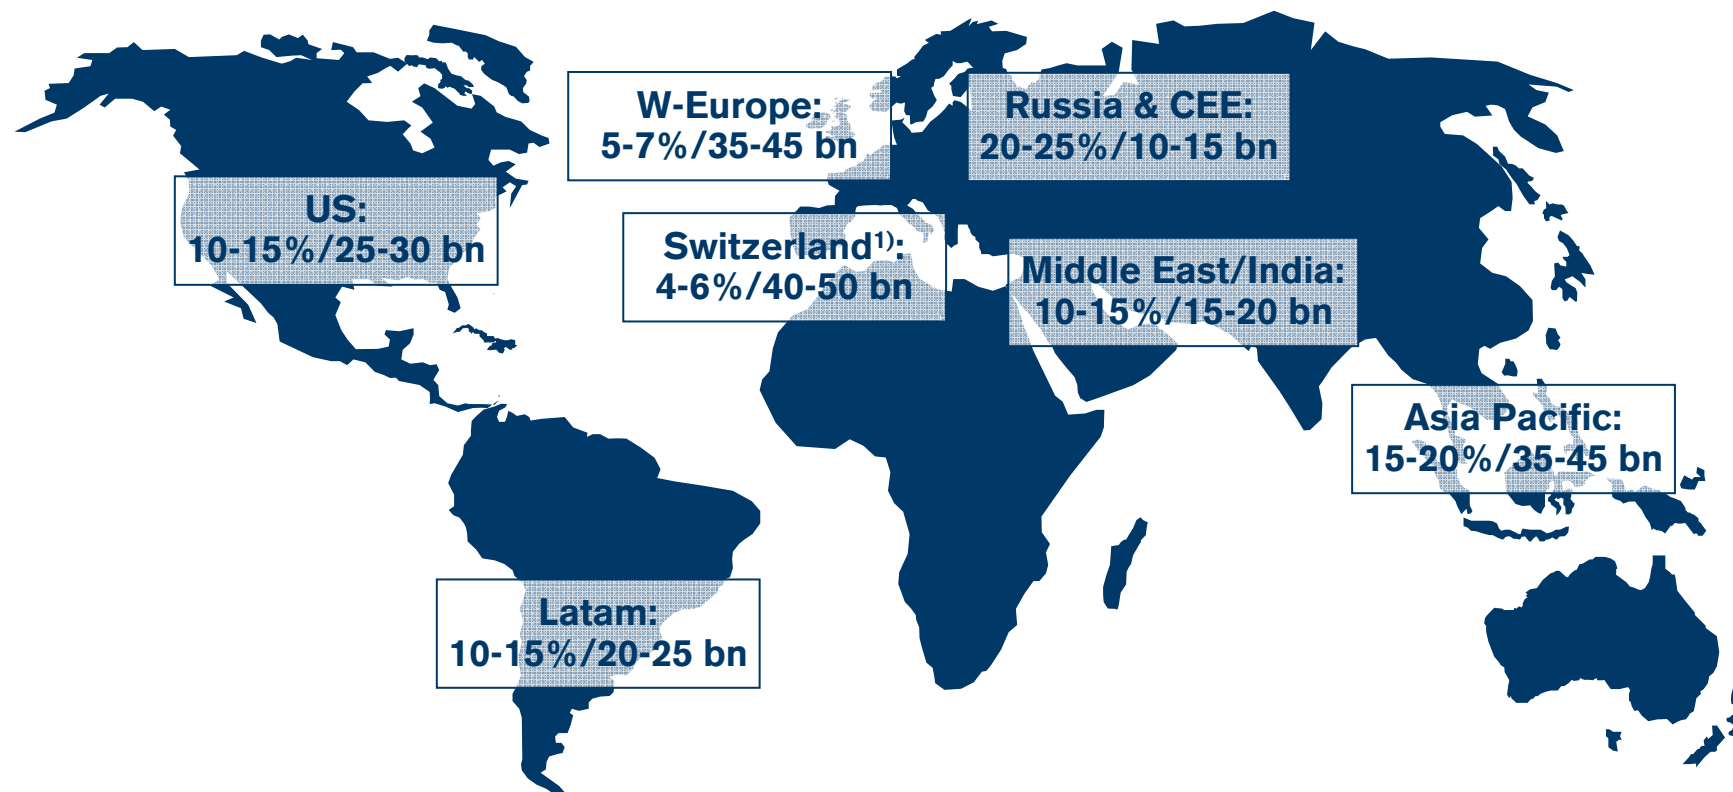 W-Europe:
5-7%/35-45 bn
Russia & CEE:
20-25%/10-15 bn
US:
10-15%/25-30 bn
Switzerland¹⁾:
4-6%/40-50 bn
Middle East/India:
10-15%/15-20 bn
Asia Pacific:
15-20%/35-45 bn
Latam:
10-15%/20-25 bn